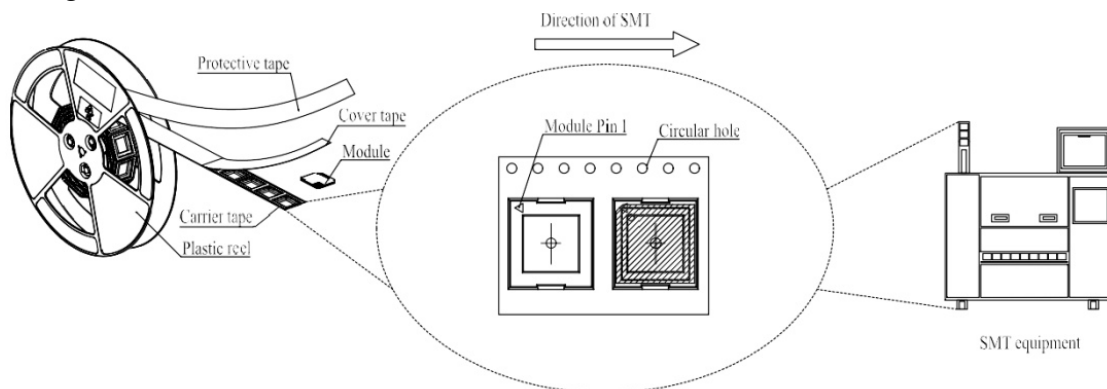 Direction of SMT
Protective tape
Cover tape
Module
Carrier tape
Plastic reel
Module Pin 1
Circular hole
SMT equipment